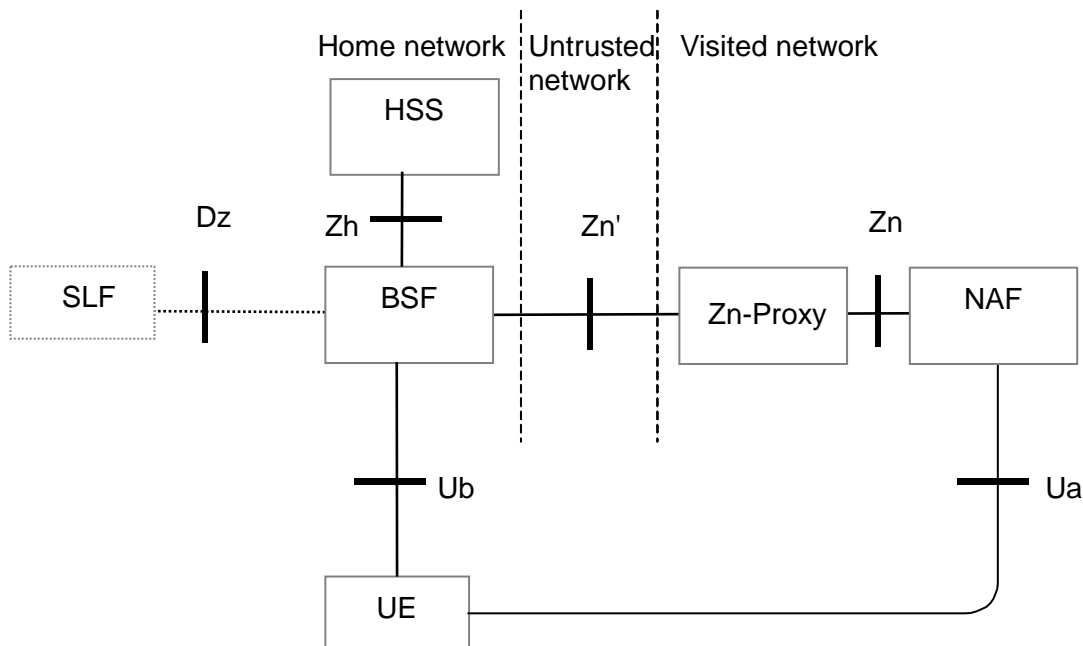 Home network
Untrusted network
Visited network
HSS
Dz
Zh
Zn'
Zn
SLF
BSF
Zn-Proxy
NAF
Ub
Ua
UE